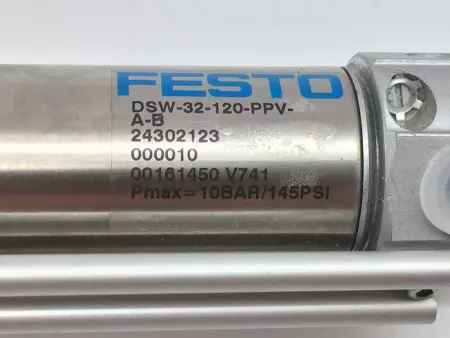 FESTO
DSW-32-120-PPV-
A-B
24302123
000010
00161450 V741
Pmax=10BAR/145PSI